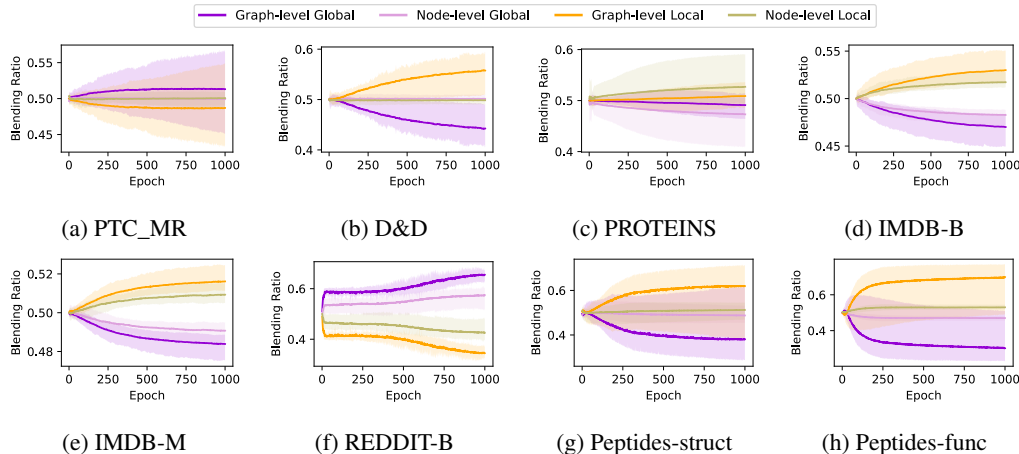 Graph-level Global Node-level Global Graph-level Local Node-level Local
Blending Ratio
0.55
0.50
0.45
0 250 500 750 1000
Epoch
(a) PTC_MR
Blending Ratio
0.6
0.5
0.4
0 250 500 750 1000
Epoch
(b) D&D
Blending Ratio
0.6
0.5
0.4
0 250 500 750 1000
Epoch
(c) PROTEINS
Blending Ratio
0.55
0.50
0.45
0 250 500 750 1000
Epoch
(d) IMDB-B
Blending Ratio
0.52
0.50
0.48
0 250 500 750 1000
Epoch
(e) IMDB-M
Blending Ratio
0.6
0.4
0 250 500 750 1000
Epoch
(f) REDDIT-B
Blending Ratio
0.6
0.4
0 250 500 750 1000
Epoch
(g) Peptides-struct
Blending Ratio
0.6
0.4
0 250 500 750 1000
Epoch
(h) Peptides-func